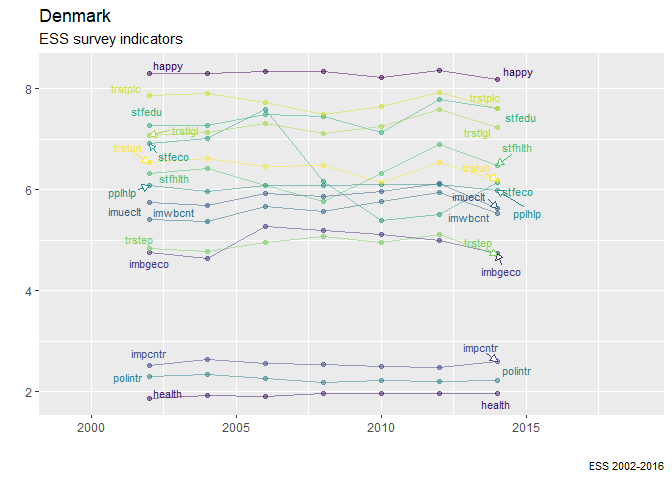 Denmark
ESS survey indicators
happy
happy
8
trstplc
trstplc
stfedu
stfedu
trstlgl
trstlgl
trstun
stfeco
stfhlth
trstun
6
stfhlth
pplhlp
stfeco
imueclt
imwbcnt
imueclt
imwbcnt
pplhlp
trstep
trstep
imbgeco
imbgeco
4
impcntr
impcntr
polintr
polintr
2
health
health
2000
2005
2010
2015
ESS 2002-2016